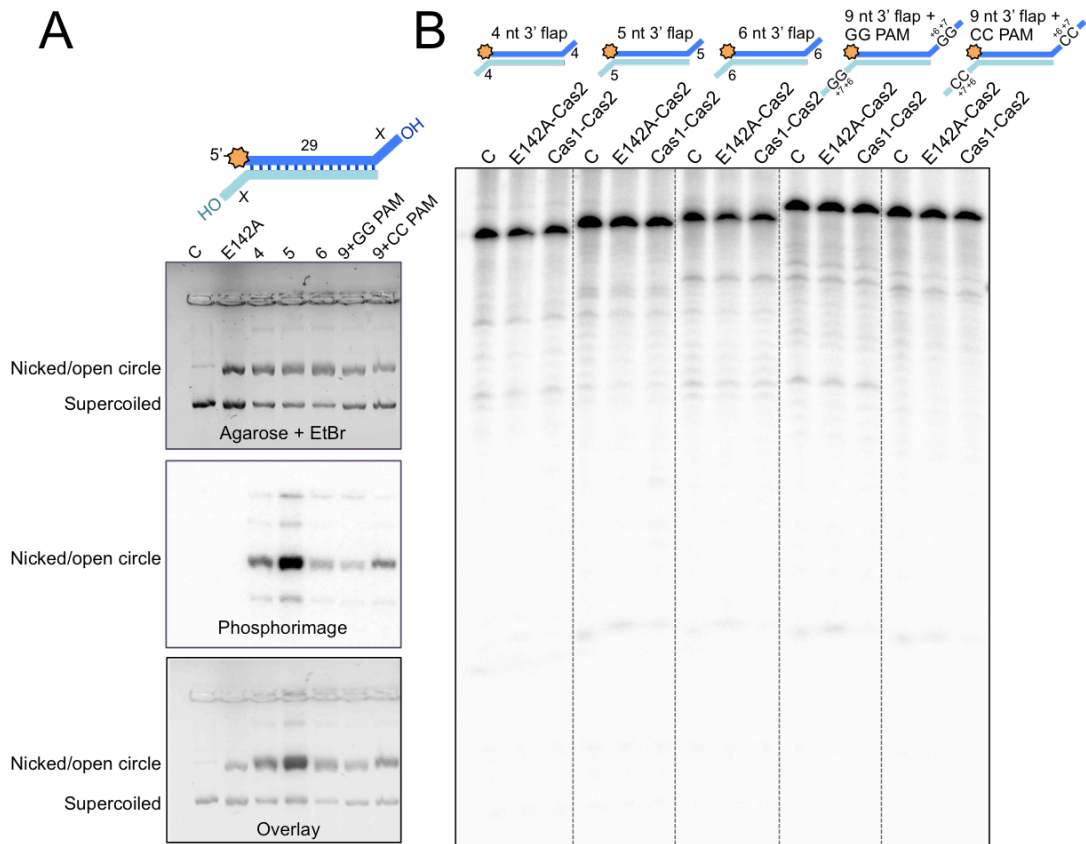 A
5'
29
X
OH
HO
X
C
E142A
4
5
6
9+GG PAM
9+CC PAM
Nicked/open circle
Supercoiled
Agarose + EtBr
Nicked/open circle
Phosphorimage
Nicked/open circle
Supercoiled
Overlay
B
4 nt 3' flap
4
4
5 nt 3' flap
5
5
6 nt 3' flap
6
6
9 nt 3' flap +
GG PAM
+6 +7
GG
GG
+7+6
9 nt 3' flap +
CC PAM
+6 +7
CC
CC
+7+6
C
E142A-Cas2
Cas1-Cas2
C
E142A-Cas2
Cas1-Cas2
C
E142A-Cas2
Cas1-Cas2
C
E142A-Cas2
Cas1-Cas2
C
E142A-Cas2
Cas1-Cas2